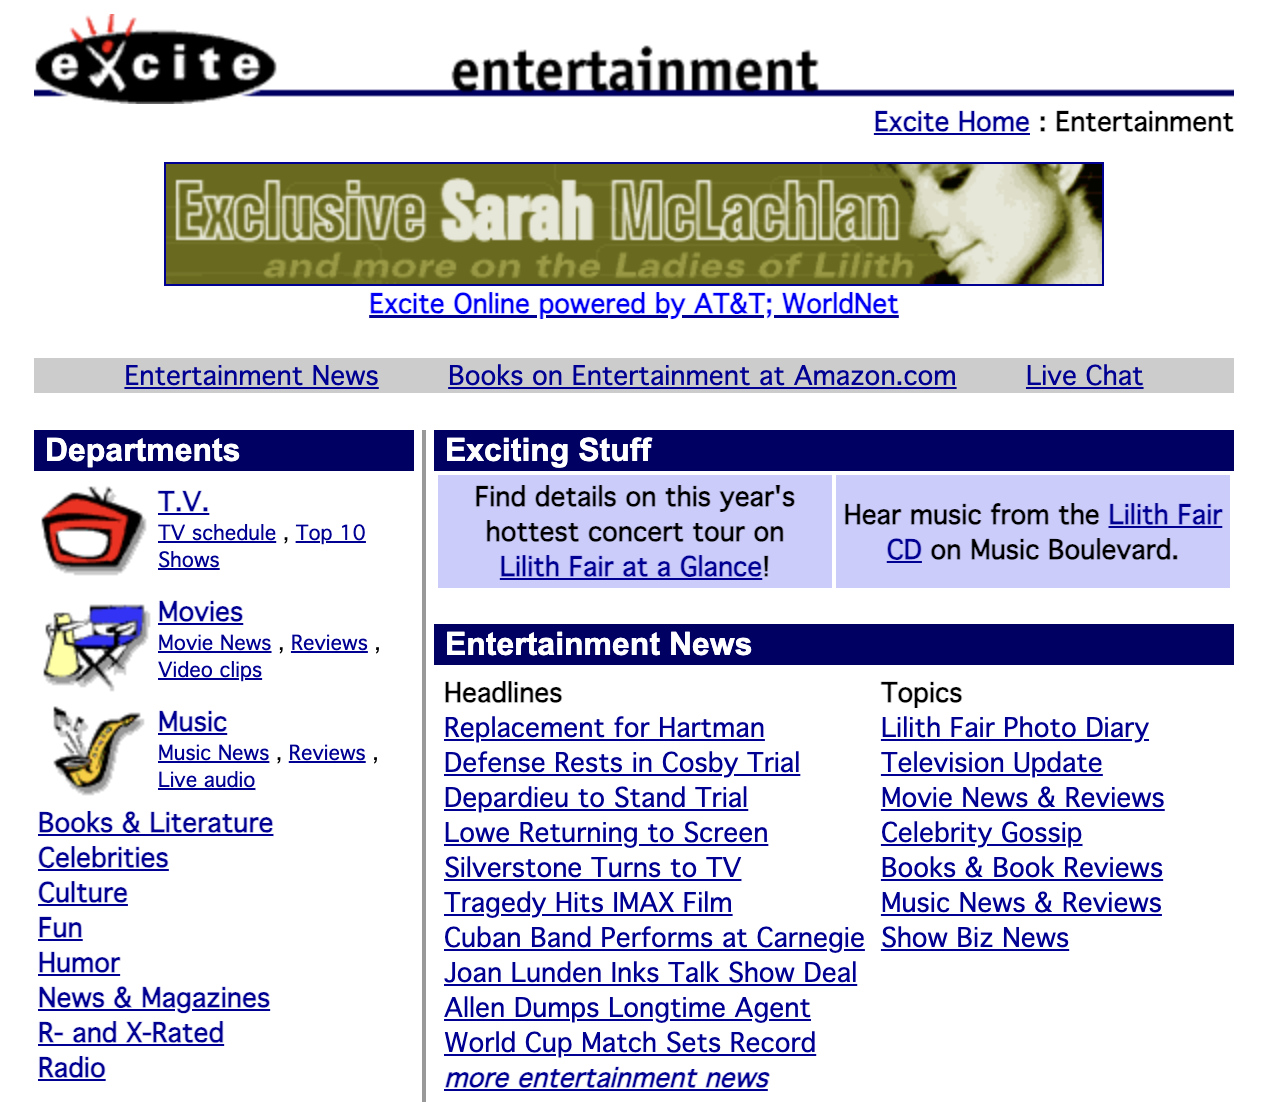 excite
entertainment
Excite Home : Entertainment
Exclusive Sarah McLachlan
and more on the Ladies of Lilith
Excite Online powered by AT&T; WorldNet
Entertainment News Books on Entertainment at Amazon.com Live Chat
Departments
T.V.
TV schedule , Top 10
Shows
Movies
Movie News , Reviews ,
Video clips
Music
Music News , Reviews ,
Live audio
Books & Literature
Celebrities
Culture
Fun
Humor
News & Magazines
R- and X-Rated
Radio
Exciting Stuff
Find details on this year's
hottest concert tour on
Lilith Fair at a Glance!
Hear music from the Lilith Fair
CD on Music Boulevard.
Entertainment News
Headlines
Replacement for Hartman
Defense Rests in Cosby Trial
Depardieu to Stand Trial
Lowe Returning to Screen
Silverstone Turns to TV
Tragedy Hits IMAX Film
Cuban Band Performs at Carnegie
Joan Lunden Inks Talk Show Deal
Allen Dumps Longtime Agent
World Cup Match Sets Record
more entertainment news
Topics
Lilith Fair Photo Diary
Television Update
Movie News & Reviews
Celebrity Gossip
Books & Book Reviews
Music News & Reviews
Show Biz News